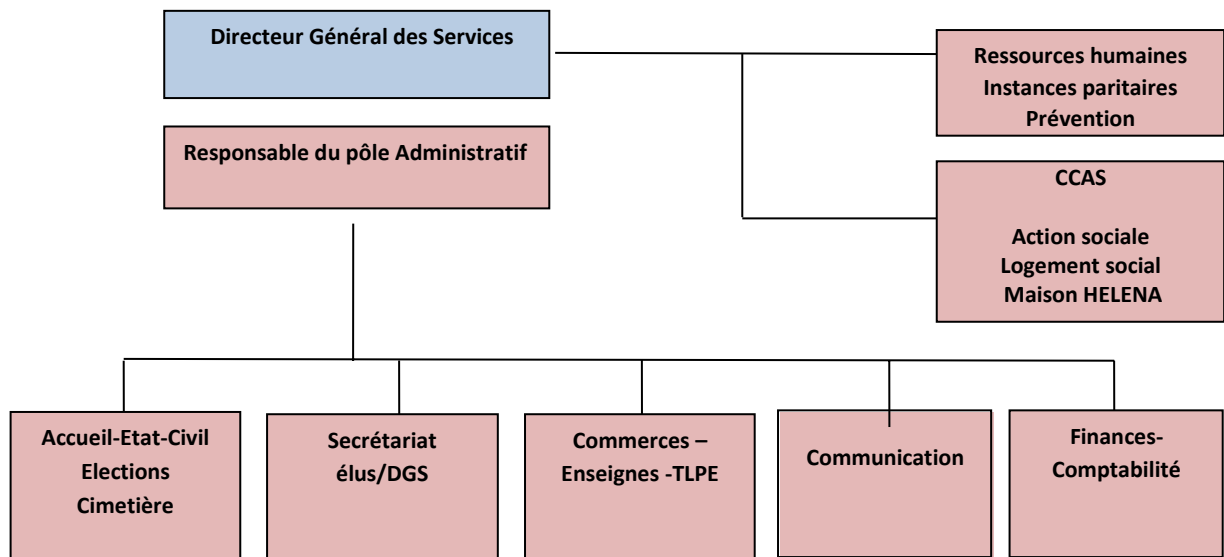 Directeur Général des Services
Ressources humaines
Instances paritaires
Prévention
Responsable du pôle Administratif
CCAS
Action sociale
Logement social
Maison HELENA
Accueil-Etat-Civil
Elections
Cimetière
Secrétariat
élus/DGS
Commerces –
Enseignes -TLPE
Communication
Finances-
Comptabilité